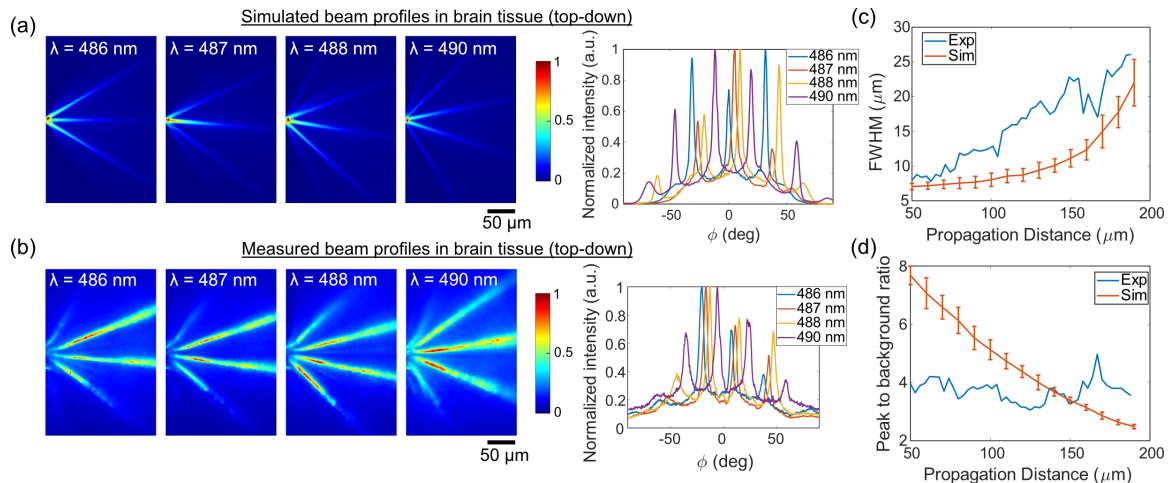 (a)
Simulated beam profiles in brain tissue (top-down)
λ = 486 nm
λ = 487 nm
λ = 488 nm
λ = 490 nm
1
0.5
0
50 µm
Normalized intensity (a.u.)
1
0.8
0.6
0.4
0.2
0
-50
0
50
ϕ (deg)
486 nm
487 nm
488 nm
490 nm
(b)
Measured beam profiles in brain tissue (top-down)
λ = 486 nm
λ = 487 nm
λ = 488 nm
λ = 490 nm
1
0.5
0
50 µm
Normalized intensity (a.u.)
1
0.8
0.6
0.4
0.2
0
-50
0
50
ϕ (deg)
486 nm
487 nm
488 nm
490 nm
(c)
FWHM (µm)
30
25
20
15
10
5
50
100
150
200
Propagation Distance (µm)
Exp
Sim
(d)
Peak to background ratio
8
6
4
2
50
100
150
200
Propagation Distance (µm)
Exp
Sim